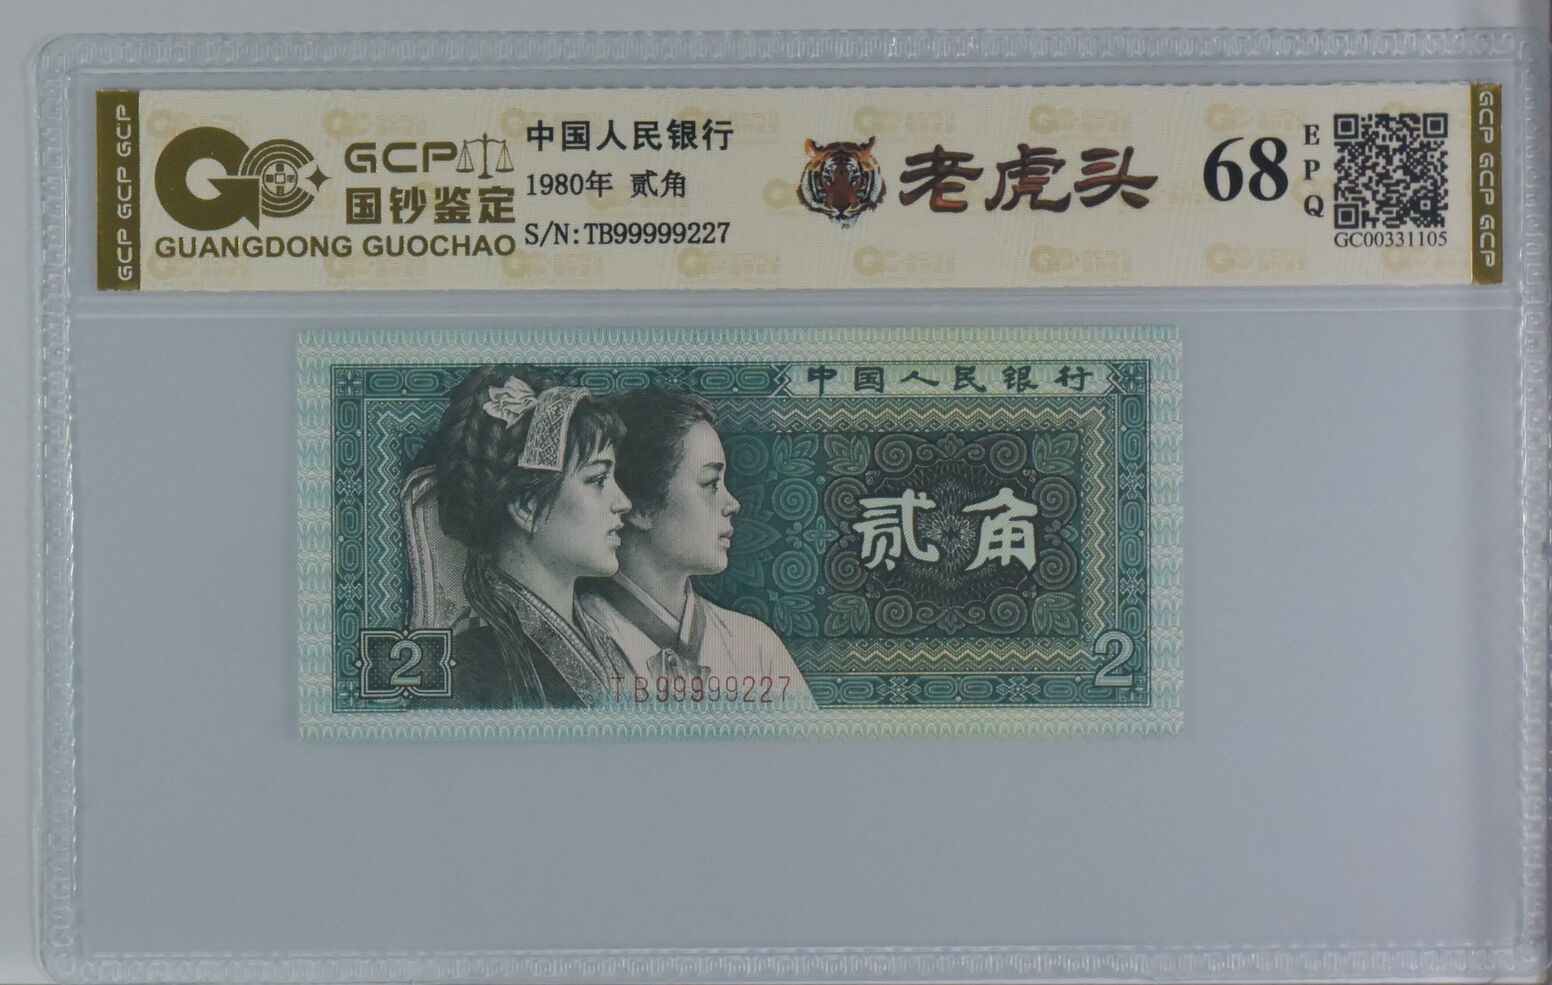 GCP GCP GCP
GCP
国钞鉴定
GUANGDONG GUOCHAO
中国人民银行
1980年 贰角
S/N:TB99999227
老虎头
68
EPQ
GC00331105
GCP GCP GCP
中国人民银行
贰角
2
2
TB99999227